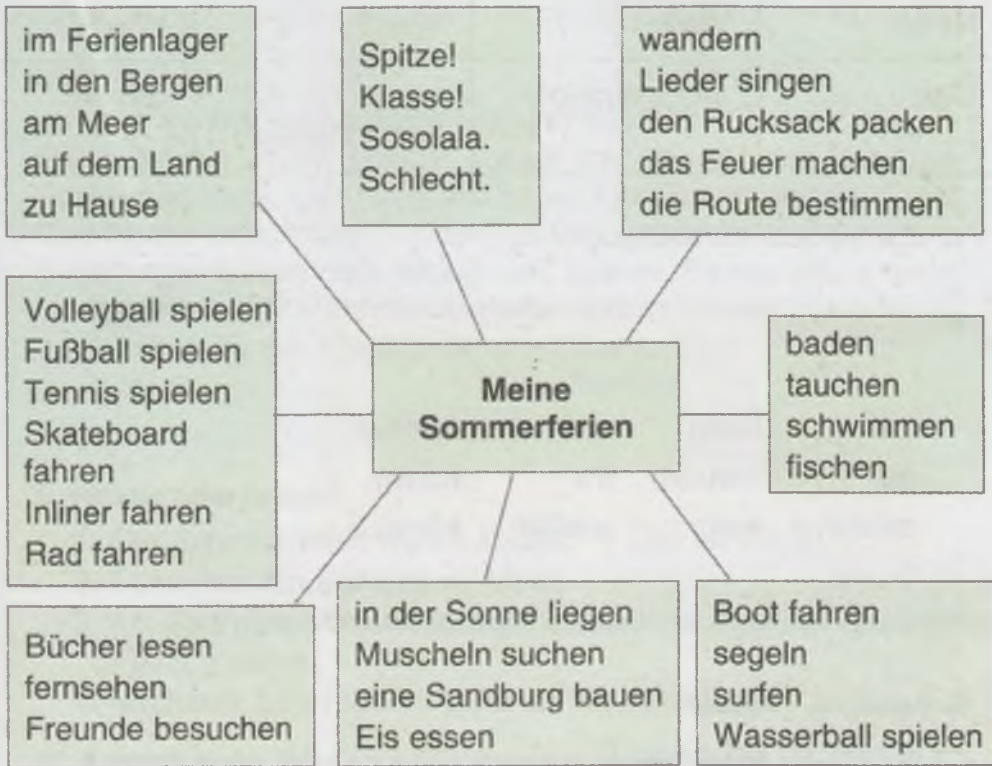 im Ferienlager
in den Bergen
am Meer
auf dem Land
zu Hause
Spitze!
Klasse!
Sosolala.
Schlecht.
wandern
Lieder singen
den Rucksack packen
das Feuer machen
die Route bestimmen
Volleyball spielen
Fußball spielen
Tennis spielen
Skateboard
fahren
Inliner fahren
Rad fahren
Meine
Sommerferien
baden
tauchen
schwimmen
fischen
Bücher lesen
fernsehen
Freunde besuchen
in der Sonne liegen
Muscheln suchen
eine Sandburg bauen
Eis essen
Boot fahren
segeln
surfen
Wasserball spielen